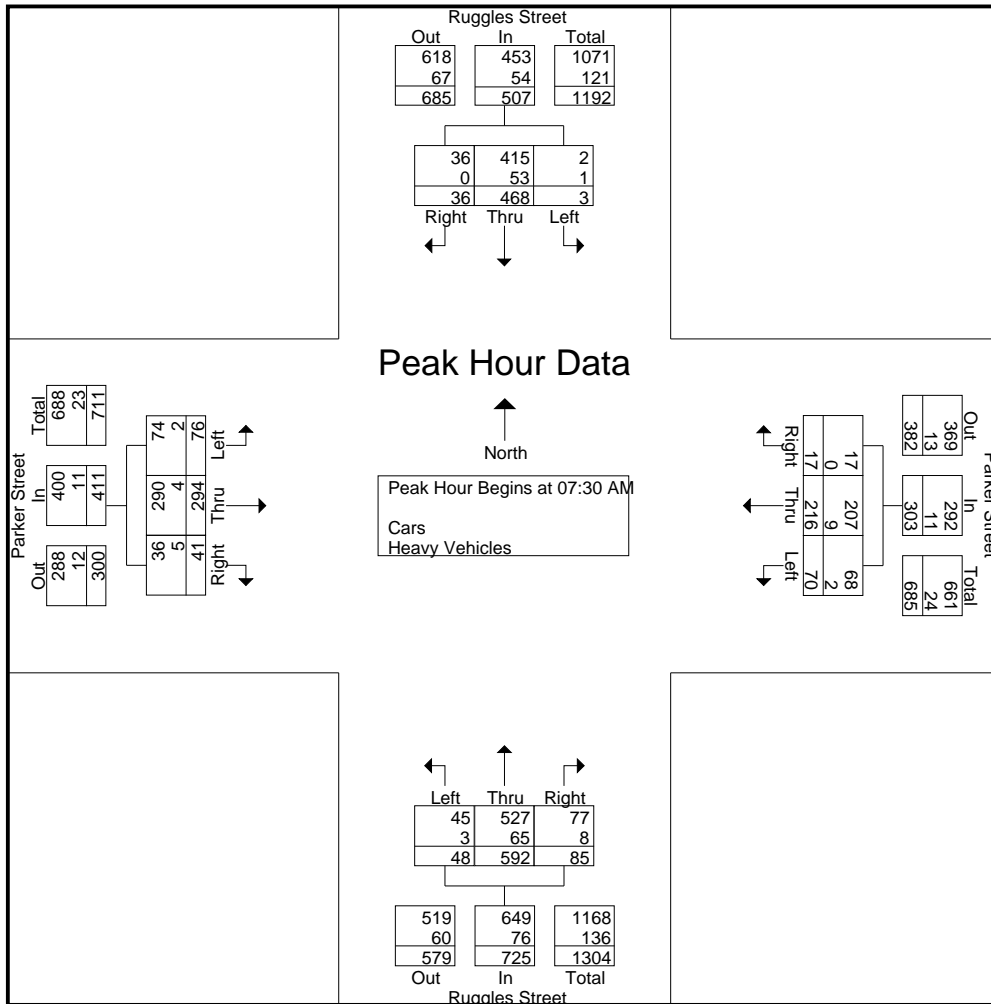 Ruggles Street
Out In Total
618 453 1071
67 54 121
685 507 1192
36 415 2
0 53 1
36 468 3
Right Thru Left
Peak Hour Data
North
Peak Hour Begins at 07:30 AM
Cars
Heavy Vehicles
Parker Street
Total In Out
688 400 288
23 11 12
711 411 300
74 290 36
2 4 5
76 294 41
Left Thru Right
Parker Street
Out In Total
369 292 661
13 11 24
382 303 685
17 207 68
0 9 2
17 216 70
Right Thru Left
Left Thru Right
45 527 77
3 65 8
48 592 85
519 649 1168
60 76 136
579 725 1304
Out In Total
Ruggles Street